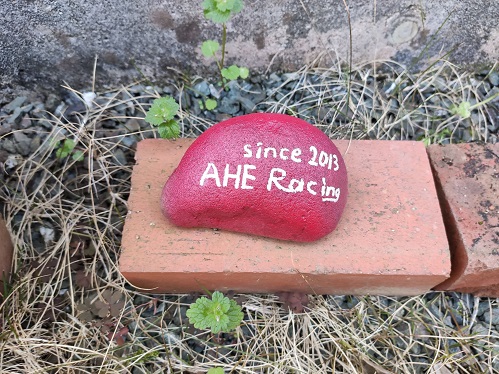 since 2013
AHE Racing